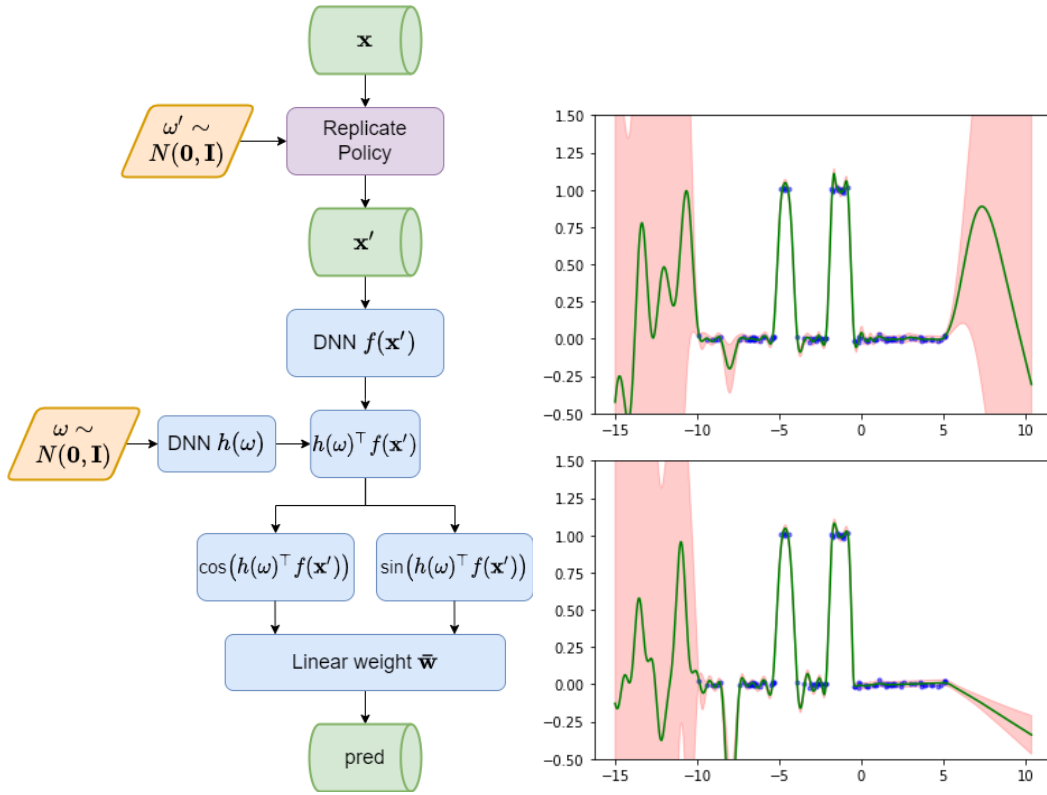 x
ω′ ∼
N(0, I)
Replicate
Policy
x′
DNN f(x′)
ω ∼
N(0, I)
DNN h(ω)
h(ω)⊤ f(x′)
cos(h(ω)⊤ f(x′))
sin(h(ω)⊤ f(x′))
Linear weight w̄
pred
1.50
1.25
1.00
0.75
0.50
0.25
0.00
−0.25
−0.50
−15 −10 −5 0 5 10
1.50
1.25
1.00
0.75
0.50
0.25
0.00
−0.25
−0.50
−15 −10 −5 0 5 10